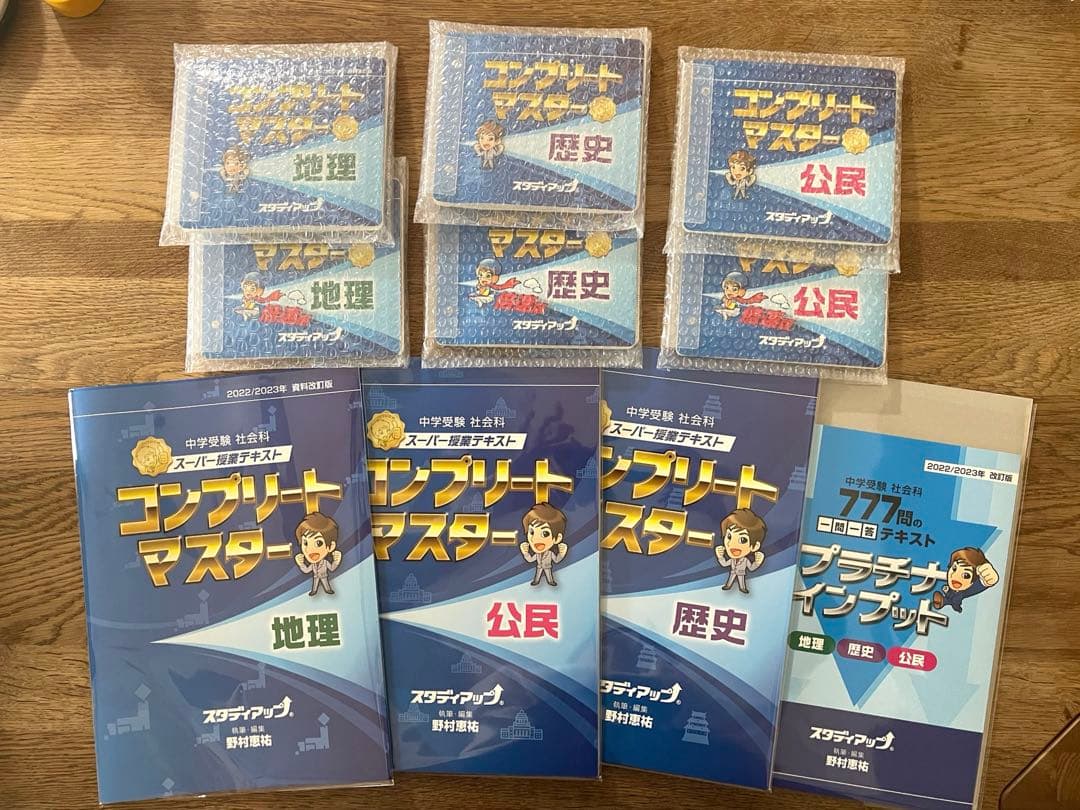 コンプリート
マスター
地理
スタディアップ
コンプリート
マスター
歴史
スタディアップ®
コンプリート
マスター
公民
スタディアップ®
マスター
地理
スタディアップ®
マスター
歴史
スタディアップ®
マスター
公民
スタディアップ®
2022/2023年 資料改訂版
中学受験 社会科
スーパー授業テキスト
コンプリート
マスター
地理
スタディアップ®
執筆・編集
野村恵祐
中学受験 社会科
スーパー授業テキスト
コンプリート
マスター
公民
スタディアップ®
執筆・編集
野村恵祐
中学受験 社会科
スーパー授業テキスト
ンプリート
スター
歴史
スタディアップ®
執筆・編集
野村恵祐
2022/2023年 改訂版
中学受験 社会科
777問の
一問一答テキスト
プラチナ
インプット
地理 歴史 公民
スタディアップ®
執筆・編集
野村恵祐